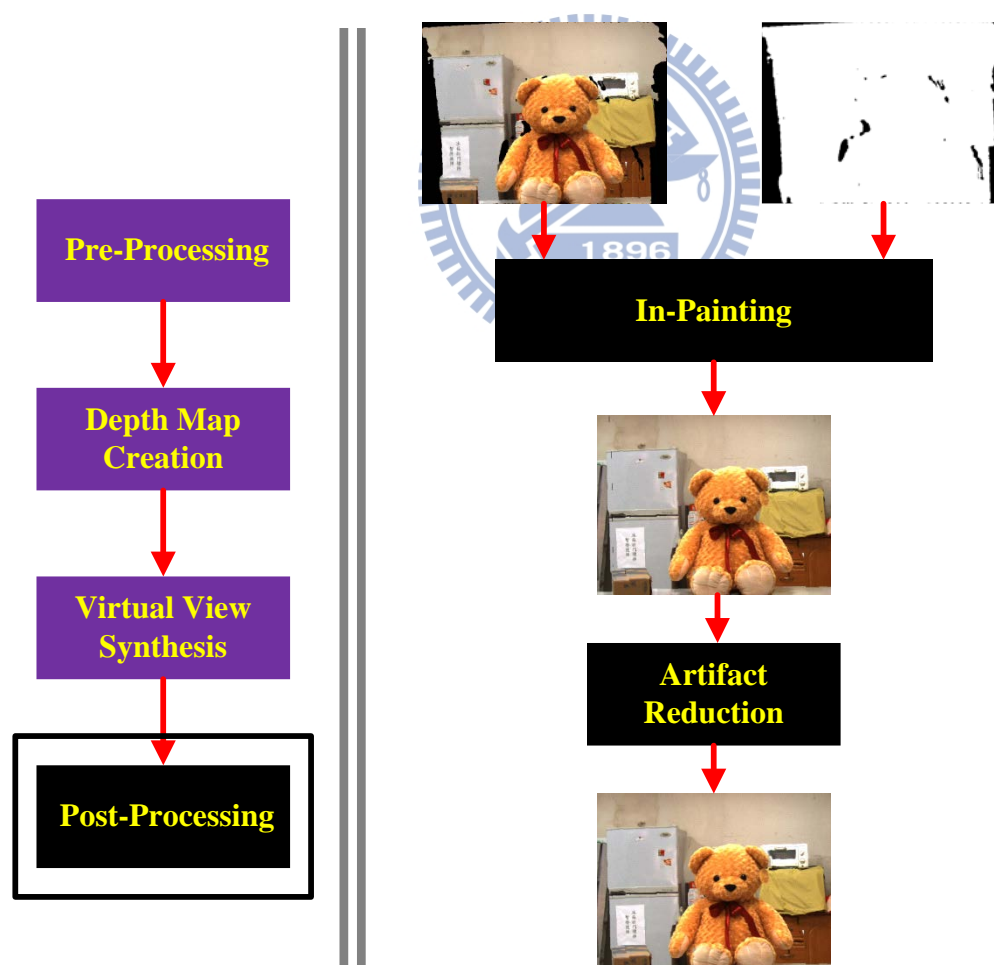 Pre-Processing
Depth Map
Creation
Virtual View
Synthesis
Post-Processing
1896
In-Painting
Artifact
Reduction